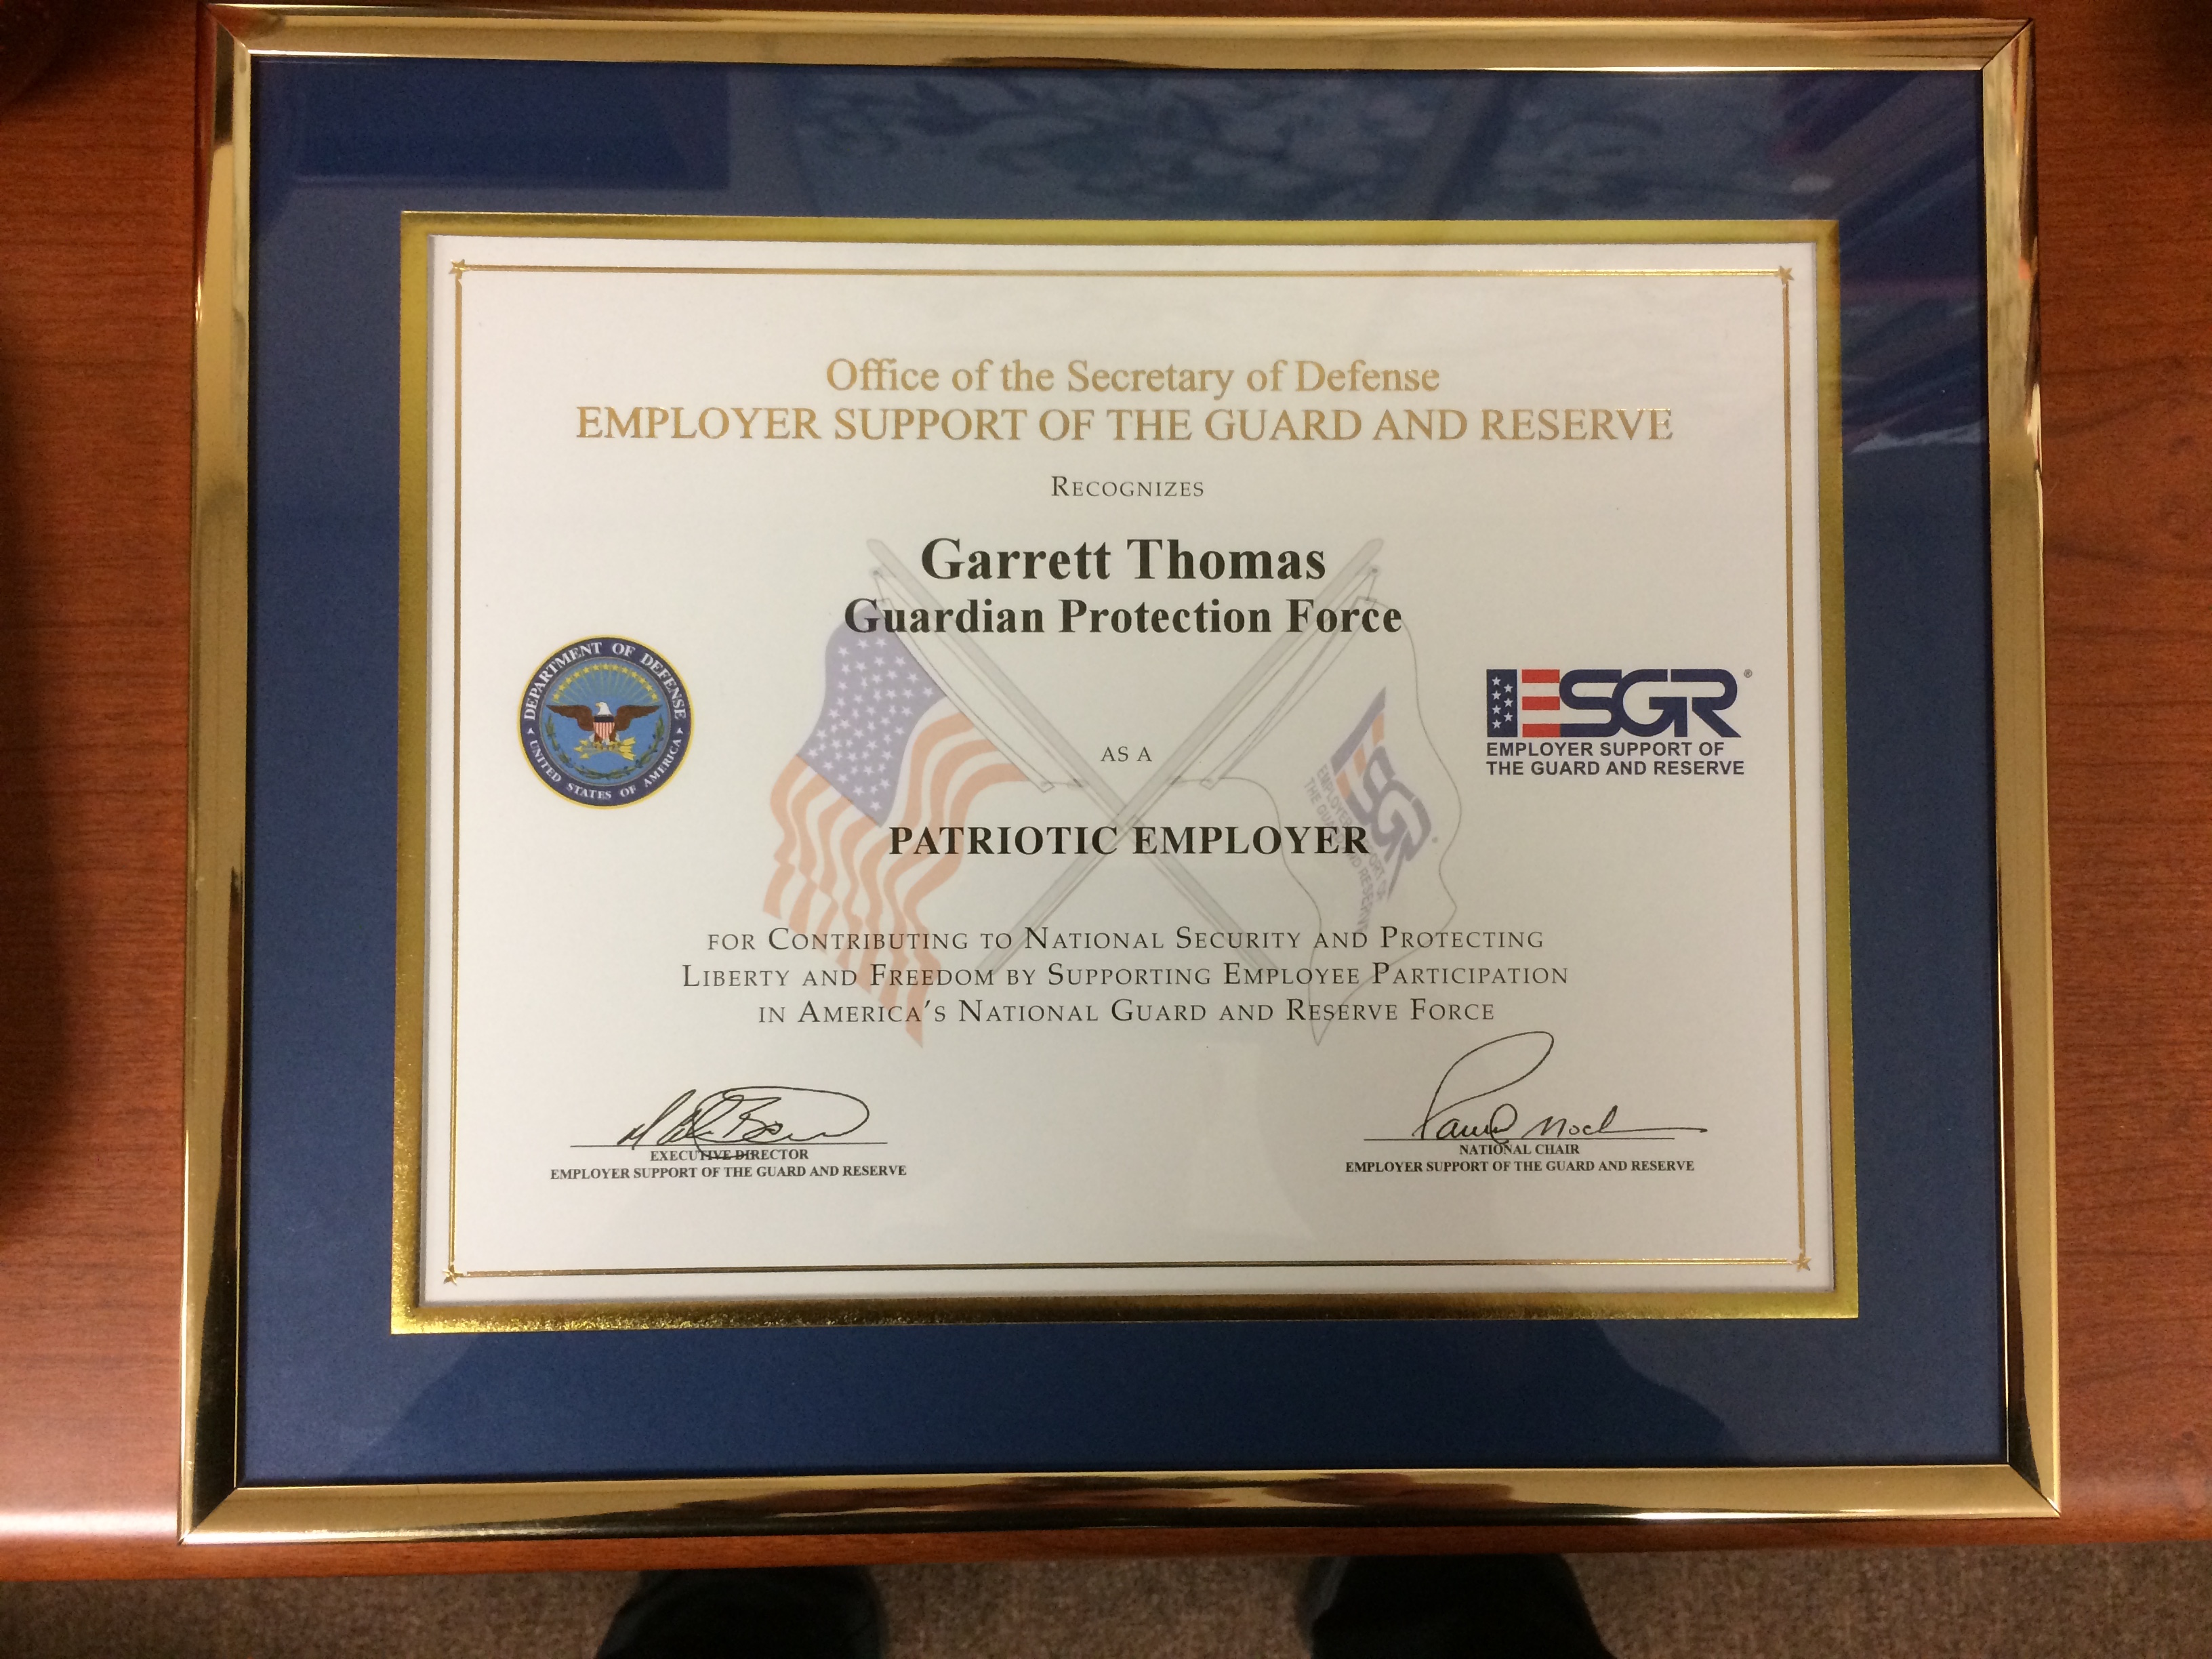 Office of the Secretary of Defense
EMPLOYER SUPPORT OF THE GUARD AND RESERVE
RECOGNIZES
Garrett Thomas
Guardian Protection Force
DEPARTMENT OF DEFENSE
UNITED STATES OF AMERICA
ESGR®
EMPLOYER SUPPORT OF
THE GUARD AND RESERVE
AS A
ESGR
PATRIOTIC EMPLOYER
FOR CONTRIBUTING TO NATIONAL SECURITY AND PROTECTING
LIBERTY AND FREEDOM BY SUPPORTING EMPLOYEE PARTICIPATION
IN AMERICA'S NATIONAL GUARD AND RESERVE FORCE
EXECUTIVE DIRECTOR
EMPLOYER SUPPORT OF THE GUARD AND RESERVE
NATIONAL CHAIR
EMPLOYER SUPPORT OF THE GUARD AND RESERVE